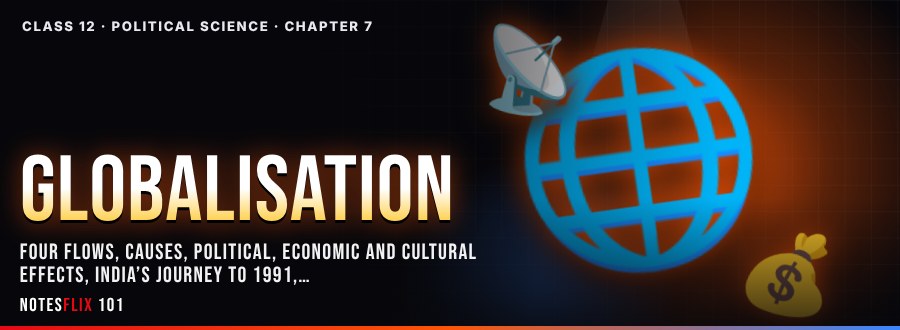 CLASS 12 · POLITICAL SCIENCE · CHAPTER 7
GLOBALISATION
FOUR FLOWS, CAUSES, POLITICAL, ECONOMIC AND CULTURAL
EFFECTS, INDIA'S JOURNEY TO 1991,…
NOTESFLIX 101
$